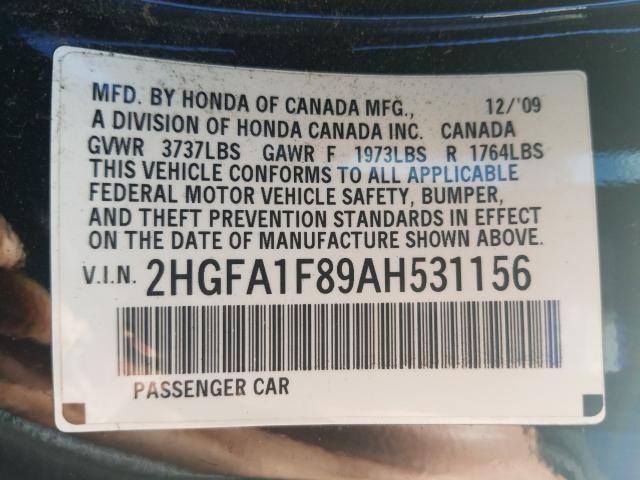 MFD. BY HONDA OF CANADA MFG., 12/'09
A DIVISION OF HONDA CANADA INC. CANADA
GVWR 3737LBS GAWR F 1973LBS R 1764LBS
THIS VEHICLE CONFORMS TO ALL APPLICABLE
FEDERAL MOTOR VEHICLE SAFETY, BUMPER,
AND THEFT PREVENTION STANDARDS IN EFFECT
ON THE DATE OF MANUFACTURE SHOWN ABOVE.
V.I.N. 2HGFA1F89AH531156
PASSENGER CAR